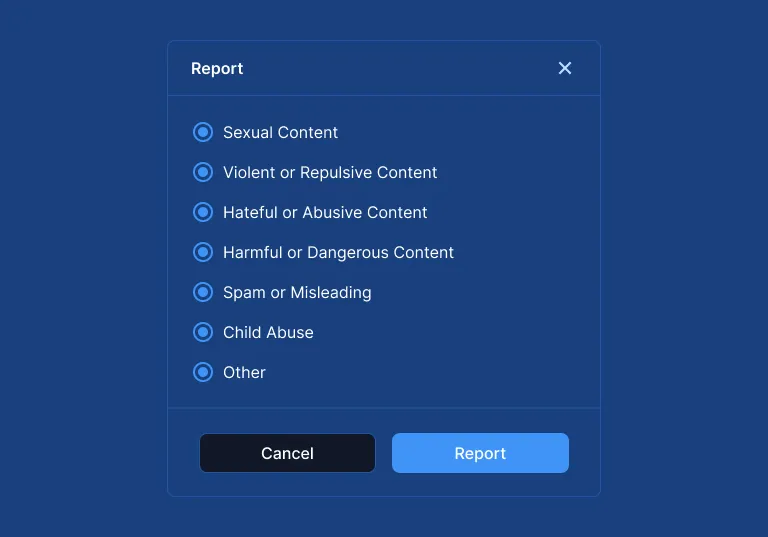 Report
Sexual Content
Violent or Repulsive Content
Hateful or Abusive Content
Harmful or Dangerous Content
Spam or Misleading
Child Abuse
Other
Cancel
Report